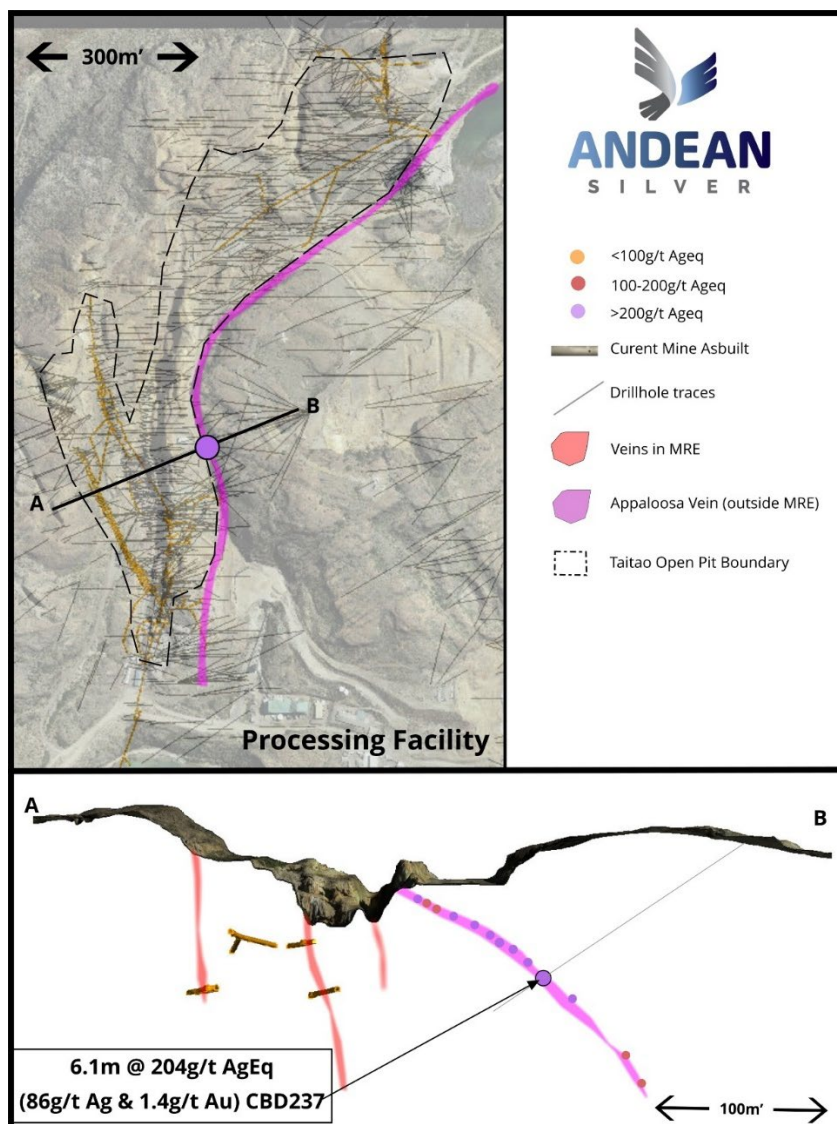 300m'
B
A
Processing Facility
ANDEAN
SILVER
<100g/t Ageq
100-200g/t Ageq
>200g/t Ageq
Curent Mine Asbuilt
Drillhole traces
Veins in MRE
Appaloosa Vein (outside MRE)
Taitao Open Pit Boundary
A
B
6.1m @ 204g/t AgEq
(86g/t Ag & 1.4g/t Au) CBD237
100m'